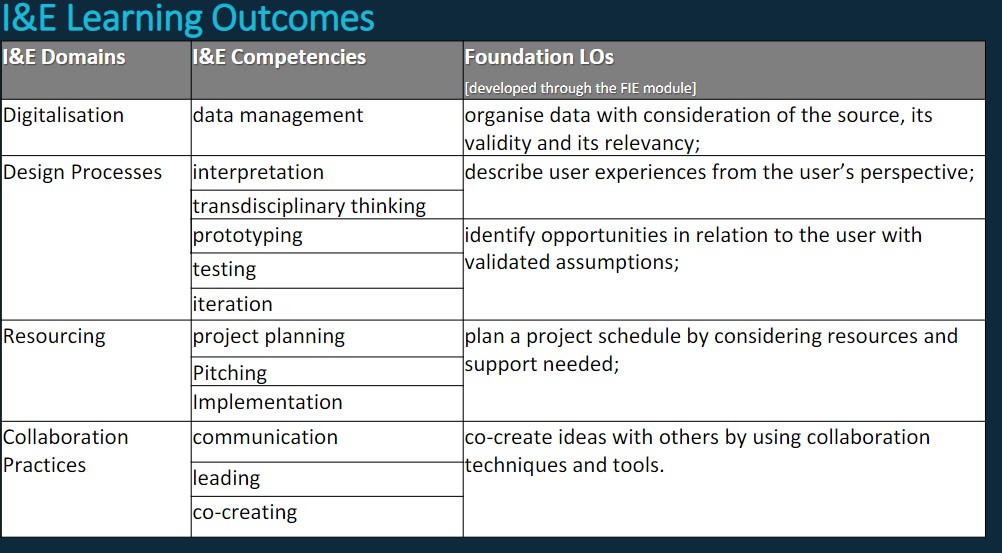 I&E Learning Outcomes
I&E Domains
I&E Competencies
Foundation LOs
[developed through the FIE module]
Digitalisation
data management
organise data with consideration of the source, its
validity and its relevancy;
Design Processes
interpretation
describe user experiences from the user’s perspective;
transdisciplinary thinking
prototyping
identify opportunities in relation to the user with
validated assumptions;
testing
iteration
Resourcing
project planning
plan a project schedule by considering resources and
support needed;
Pitching
Implementation
Collaboration
Practices
communication
co-create ideas with others by using collaboration
techniques and tools.
leading
co-creating